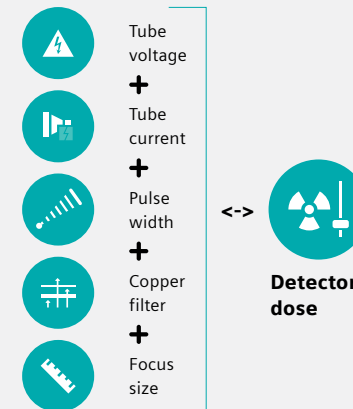 Tube
voltage
+
Tube
current
+
Pulse
width
+
Copper
filter
+
Focus
size
<->
Detector
dose